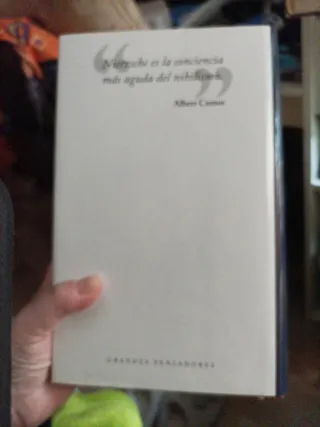 Nietzsche es la conciencia
más aguda del nihilismo.
Albert Camus
GRANDES PENSADORES